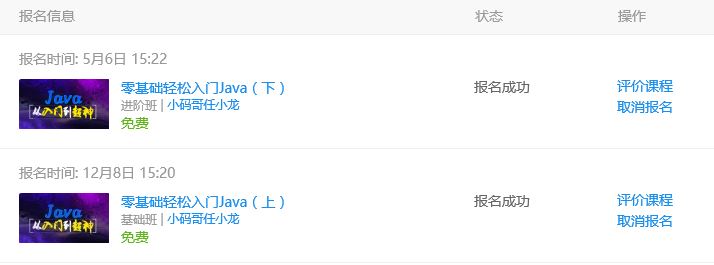 报名信息 状态 操作
报名时间: 5月6日 15:22
Java
[从入门到超神]
零基础轻松入门Java（下）
进阶班 | 小码哥任小龙
免费
报名成功
评价课程
取消报名
报名时间: 12月8日 15:20
Java
[从入门到超神]
零基础轻松入门Java（上）
基础班 | 小码哥任小龙
免费
报名成功
评价课程
取消报名